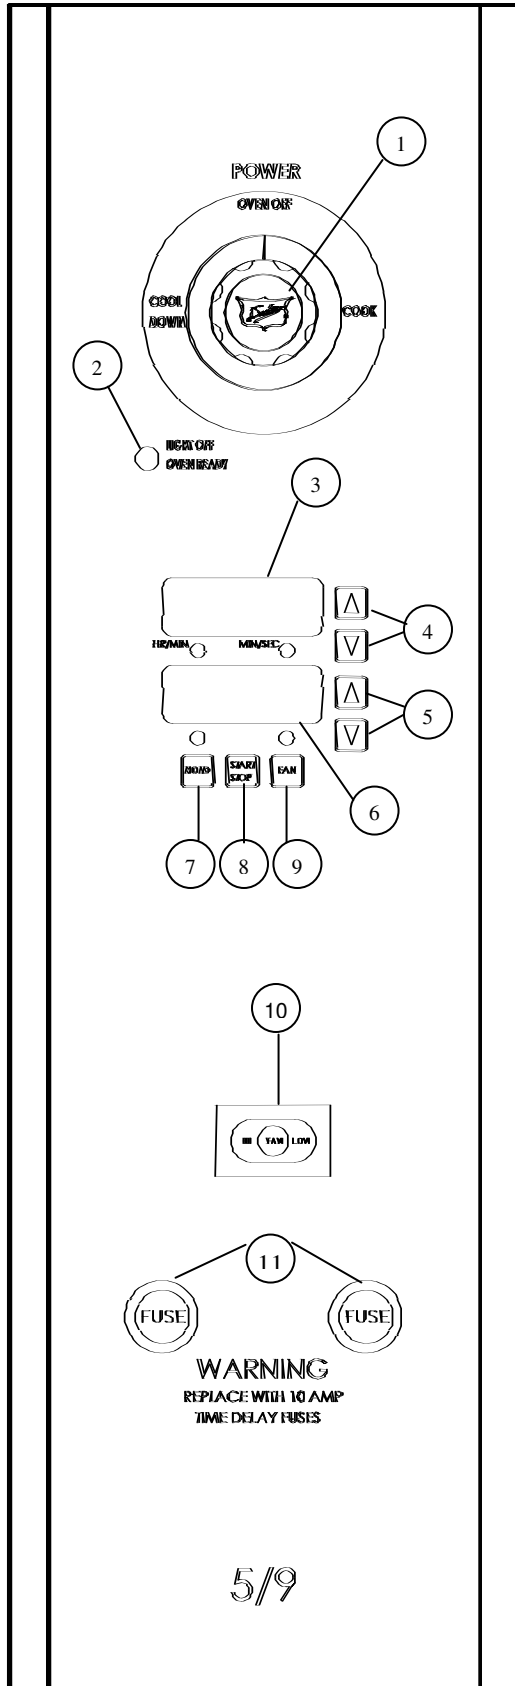 1
POWER
OVEN OFF
COOL
DOWN
COOK
2
LIGHT OFF
OVEN READY
3
4
HR/MIN MIN/SEC
5
6
START
STOP
FAN
7 8 9
10
FAN LOW
11
FUSE FUSE
WARNING
REPLACE WITH 10 AMP
TIME DELAY FUSES
5/9